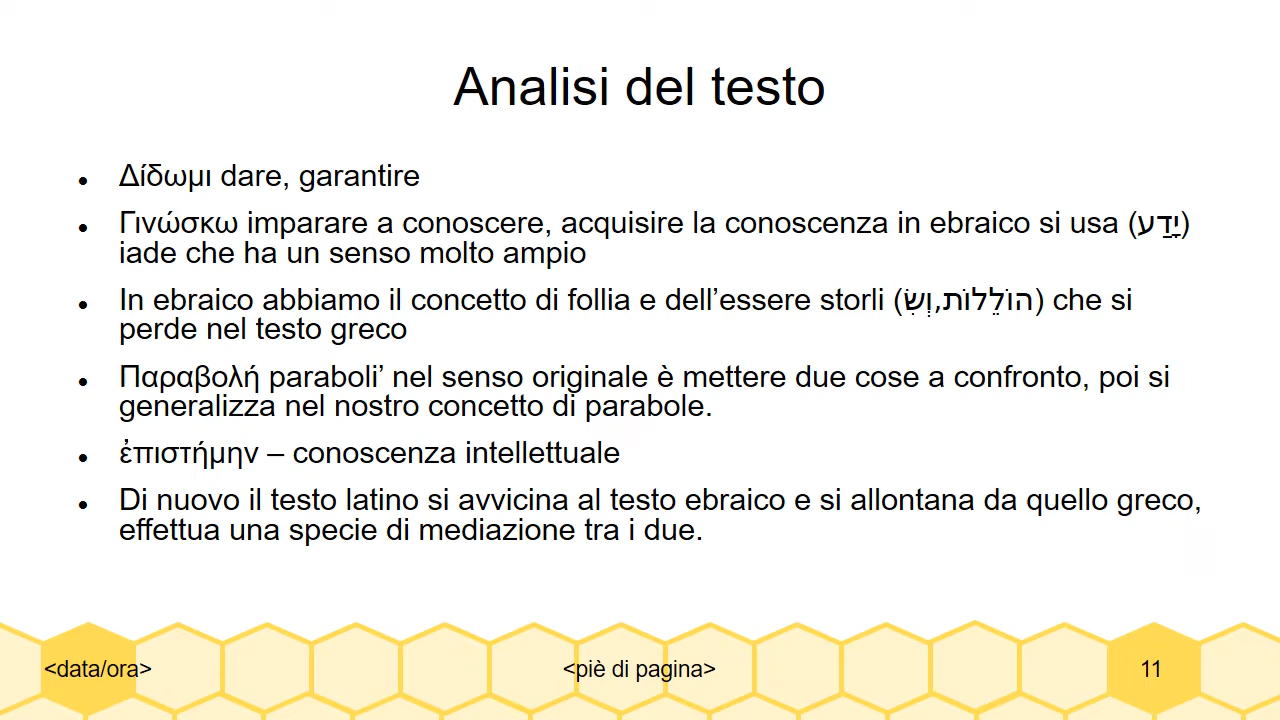 Analisi del testo
Δίδωμι dare, garantire
Γινώσκω imparare a conoscere, acquisire la conoscenza in ebraico si usa (יָדַע)
iade che ha un senso molto ampio
In ebraico abbiamo il concetto di follia e dell’essere storli (הוֹלֵלוֹת,וְשִׂ) che si
perde nel testo greco
Παραβολή paraboli’ nel senso originale è mettere due cose a confronto, poi si
generalizza nel nostro concetto di parabole.
ἐπιστήμην – conoscenza intellettuale
Di nuovo il testo latino si avvicina al testo ebraico e si allontana da quello greco,
effettua una specie di mediazione tra i due.
<data/ora>
<piè di pagina>
11